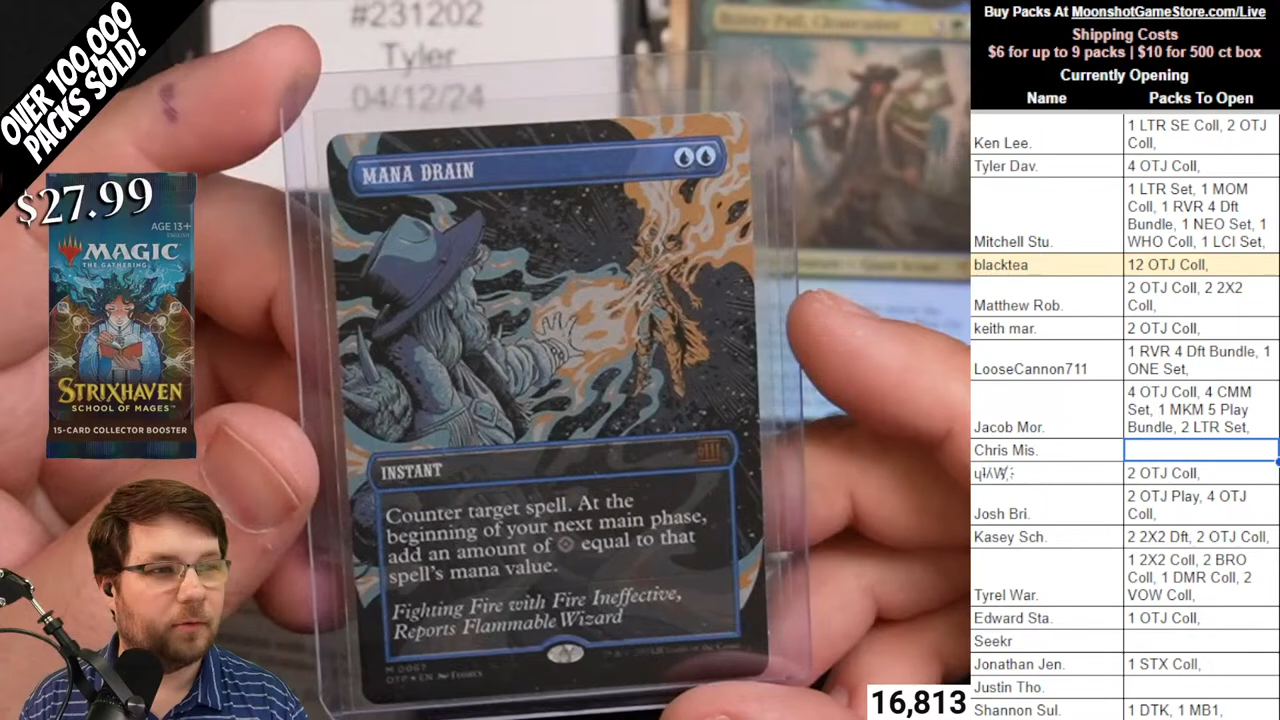 OVER 100,000
PACKS SOLD!
$27.99
AGE 13+
ENGLISH
MAGIC
THE GATHERING
STRIXHAVEN
SCHOOL OF MAGES™
15-CARD COLLECTOR BOOSTER
#231202
Tyler
04/12/24
MANA DRAIN
INSTANT
Counter target spell. At the
beginning of your next main phase,
add an amount of equal to that
spell's mana value.
Fighting Fire with Fire Ineffective,
Reports Flammable Wizard
M 0067
OTP EN
Buy Packs At MoonshotGameStore.com/Live
Shipping Costs
$6 for up to 9 packs | $10 for 500 ct box
Currently Opening
Name Packs To Open
Ken Lee. 1 LTR SE Coll, 2 OTJ
Coll,
Tyler Dav. 4 OTJ Coll,
Mitchell Stu. 1 LTR Set, 1 MOM
Coll, 1 RVR 4 Dft
Bundle, 1 NEO Set, 1
WHO Coll, 1 LCI Set,
blacktea 12 OTJ Coll,
Matthew Rob. 2 OTJ Coll, 2 2X2
Coll,
keith mar. 2 OTJ Coll,
LooseCannon711 1 RVR 4 Dft Bundle, 1
ONE Set,
Jacob Mor. 4 OTJ Coll, 4 CMM
Set, 1 MKM 5 Play
Bundle, 2 LTR Set,
Chris Mis.
2 OTJ Coll,
Josh Bri. 2 OTJ Play, 4 OTJ
Coll,
Kasey Sch. 2 2X2 Dft, 2 OTJ Coll,
Tyrel War. 1 2X2 Coll, 2 BRO
Coll, 1 DMR Coll, 2
VOW Coll,
Edward Sta. 1 OTJ Coll,
Seekr
Jonathan Jen. 1 STX Coll,
Justin Tho.
Shannon Sul. 1 DTK, 1 MB1,
16,813